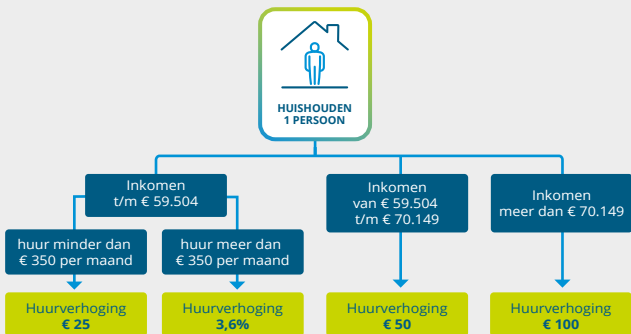 HUISHOUDEN
1 PERSOON
Inkomen
t/m € 59.504
Inkomen
van € 59.504
t/m € 70.149
Inkomen
meer dan € 70.149
huur minder dan
€ 350 per maand
huur meer dan
€ 350 per maand
Huurverhoging
€ 25
Huurverhoging
3,6%
Huurverhoging
€ 50
Huurverhoging
€ 100